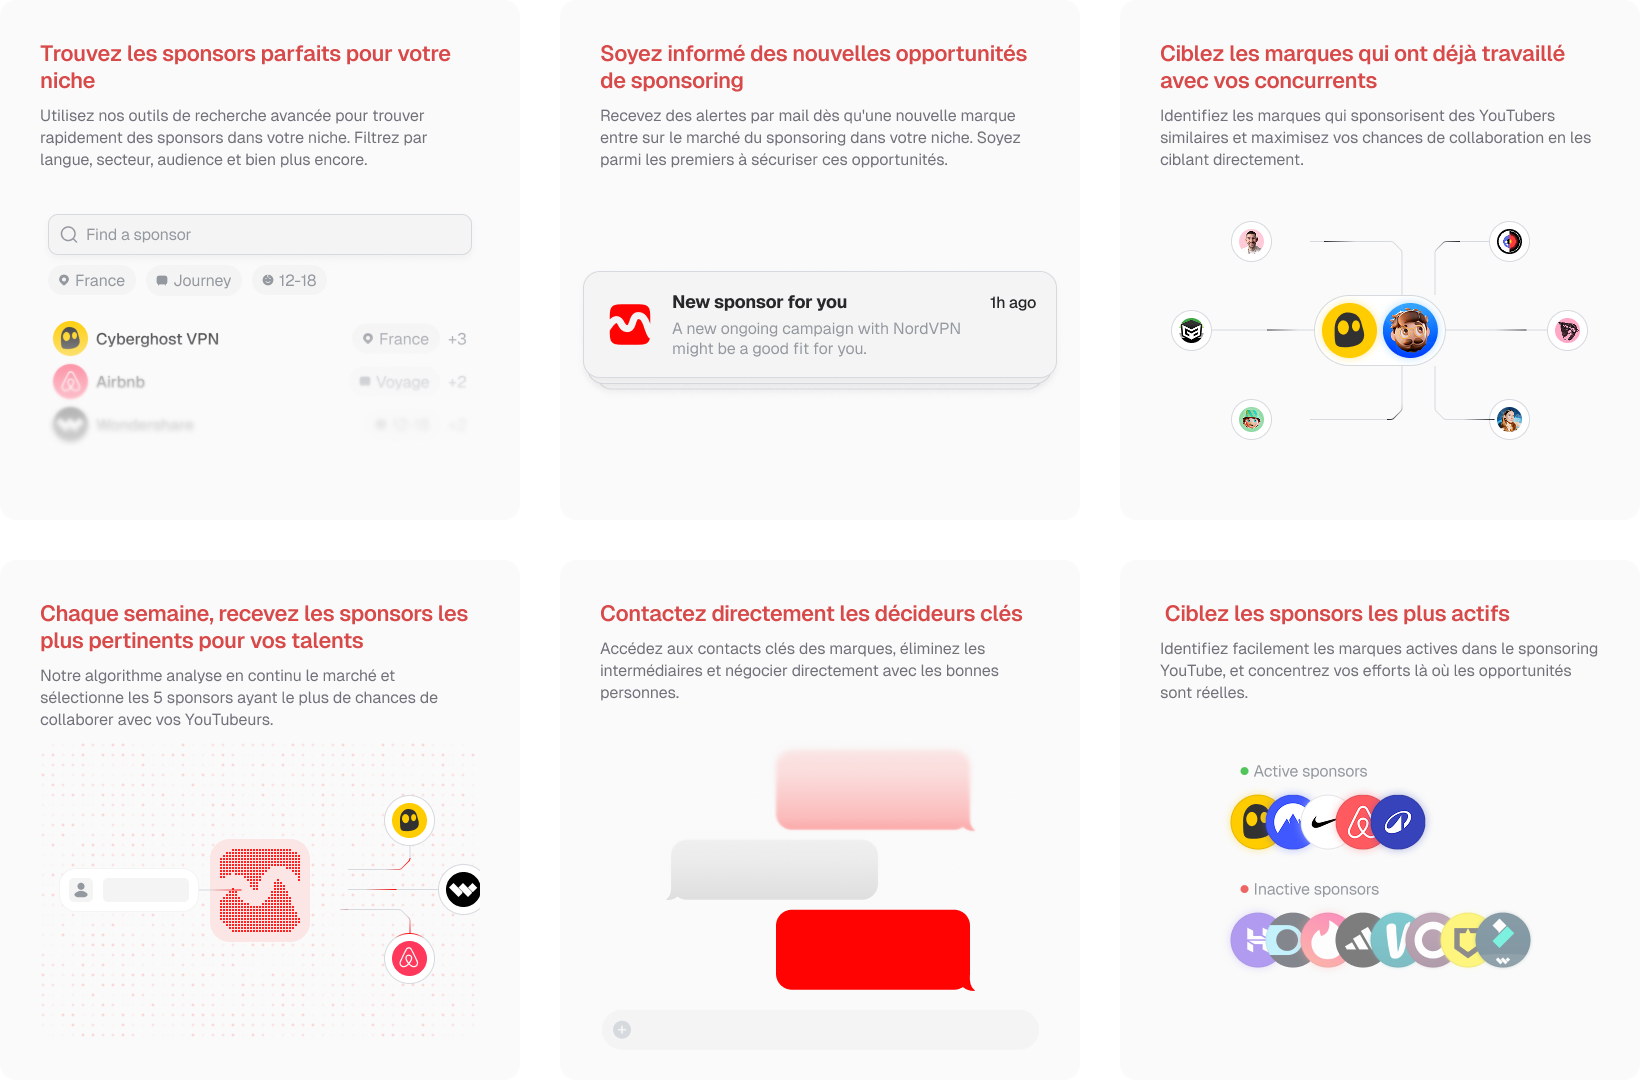 Trouvez les sponsors parfaits pour votre
niche
Utilisez nos outils de recherche avancée pour trouver
rapidement des sponsors dans votre niche. Filtrez par
langue, secteur, audience et bien plus encore.
Find a sponsor
France
Journey
12-18
Cyberghost VPN
France
+3
Airbnb
Voyage
+2
Wondershare
12-18
+2
Soyez informé des nouvelles opportunités
de sponsoring
Recevez des alertes par mail dès qu'une nouvelle marque
entre sur le marché du sponsoring dans votre niche. Soyez
parmi les premiers à sécuriser ces opportunités.
New sponsor for you
1h ago
A new ongoing campaign with NordVPN
might be a good fit for you.
Ciblez les marques qui ont déjà travaillé
avec vos concurrents
Identifiez les marques qui sponsorisent des YouTubers
similaires et maximisez vos chances de collaboration en les
ciblant directement.
Chaque semaine, recevez les sponsors les
plus pertinents pour vos talents
Notre algorithme analyse en continu le marché et
sélectionne les 5 sponsors ayant le plus de chances de
collaborer avec vos YouTubeurs.
Contactez directement les décideurs clés
Accédez aux contacts clés des marques, éliminez les
intermédiaires et négocier directement avec les bonnes
personnes.
Ciblez les sponsors les plus actifs
Identifiez facilement les marques actives dans le sponsoring
YouTube, et concentrez vos efforts là où les opportunités
sont réelles.
Active sponsors
Inactive sponsors